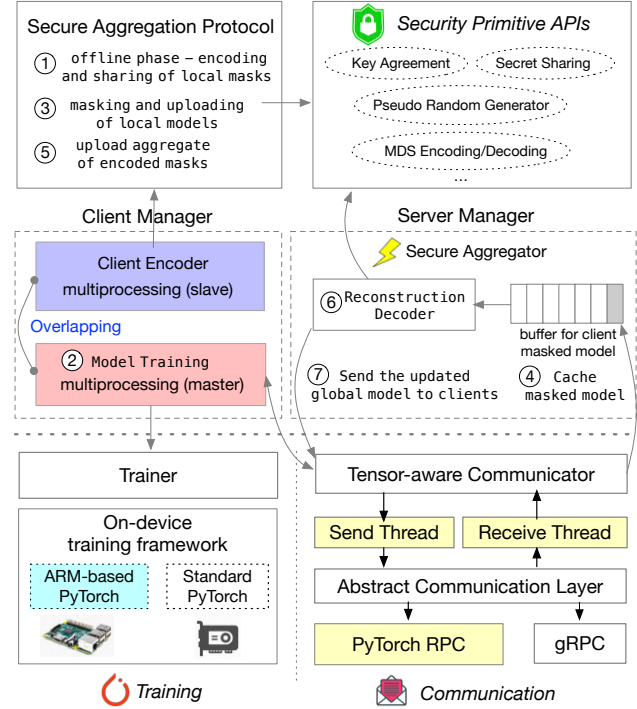 Secure Aggregation Protocol
① offline phase – encoding
and sharing of local masks
③ masking and uploading
of local models
⑤ upload aggregate
of encoded masks
Security Primitive APIs
Key Agreement
Secret Sharing
Pseudo Random Generator
MDS Encoding/Decoding
...
Client Manager
Client Encoder
multiprocessing (slave)
Overlapping
② Model Training
multiprocessing (master)
Server Manager
Secure Aggregator
⑥ Reconstruction
Decoder
buffer for client
masked model
⑦ Send the updated
global model to clients
④ Cache
masked model
Trainer
On-device
training framework
ARM-based
PyTorch
Standard
PyTorch
Training
Tensor-aware Communicator
Send Thread
Receive Thread
Abstract Communication Layer
PyTorch RPC
gRPC
Communication